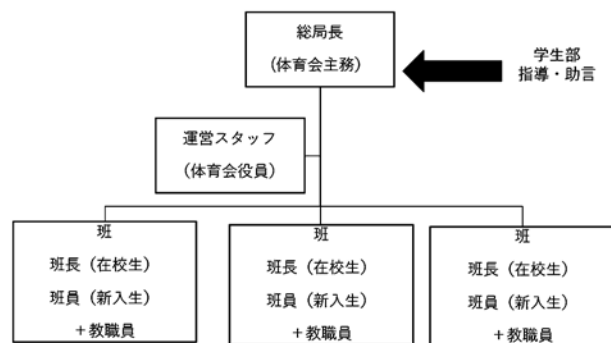 総局長
(体育会主務)
学生部
指導・助言
運営スタッフ
(体育会役員)
班
班長（在校生）
班員（新入生）
＋教職員
班
班長（在校生）
班員（新入生）
＋教職員
班
班長（在校生）
班員（新入生）
＋教職員